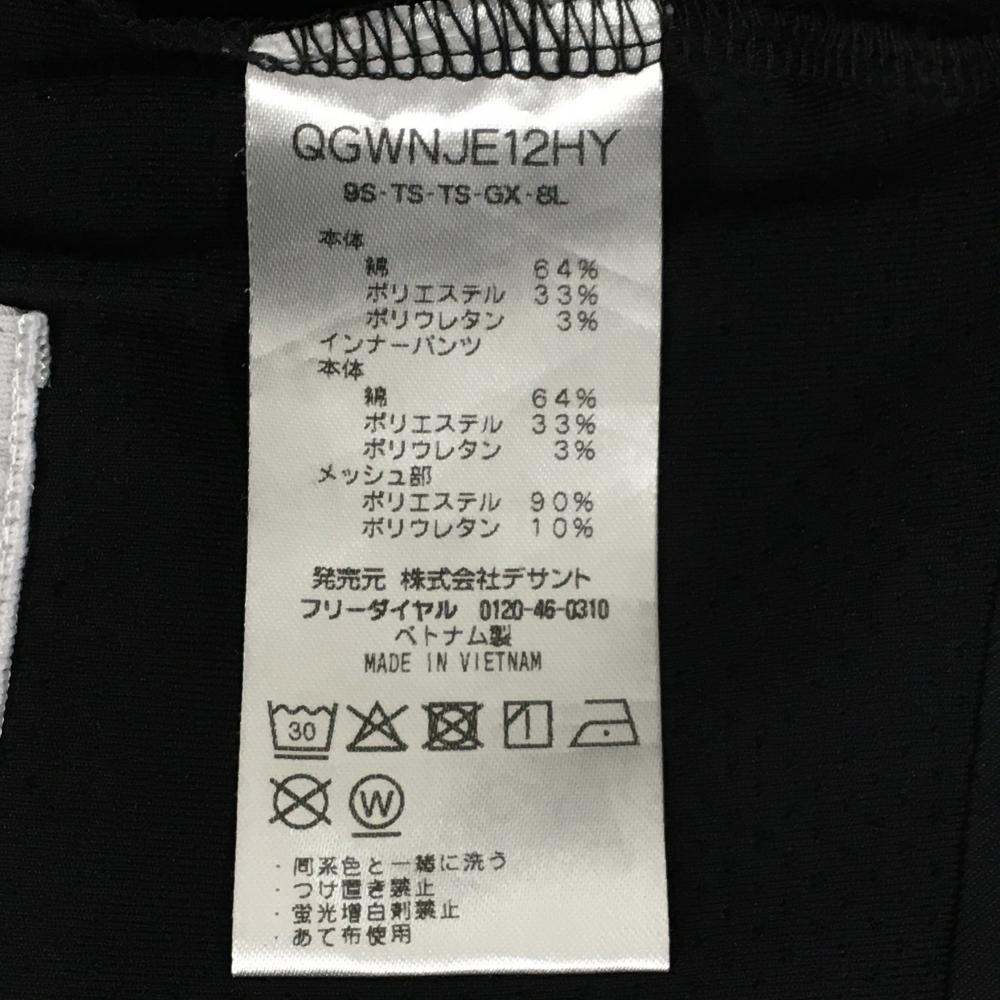 QGWNJE12HY
9S-TS-TS-GX-8L
本体
綿 64%
ポリエステル 33%
ポリウレタン 3%
インナーパンツ
本体
綿 64%
ポリエステル 33%
ポリウレタン 3%
メッシュ部
ポリエステル 90%
ポリウレタン 10%
発売元 株式会社デサント
フリーダイヤル 0120-46-0310
ベトナム製
MADE IN VIETNAM
30
W
・同系色と一緒に洗う
・つけ置き禁止
・蛍光増白剤禁止
・あて布使用